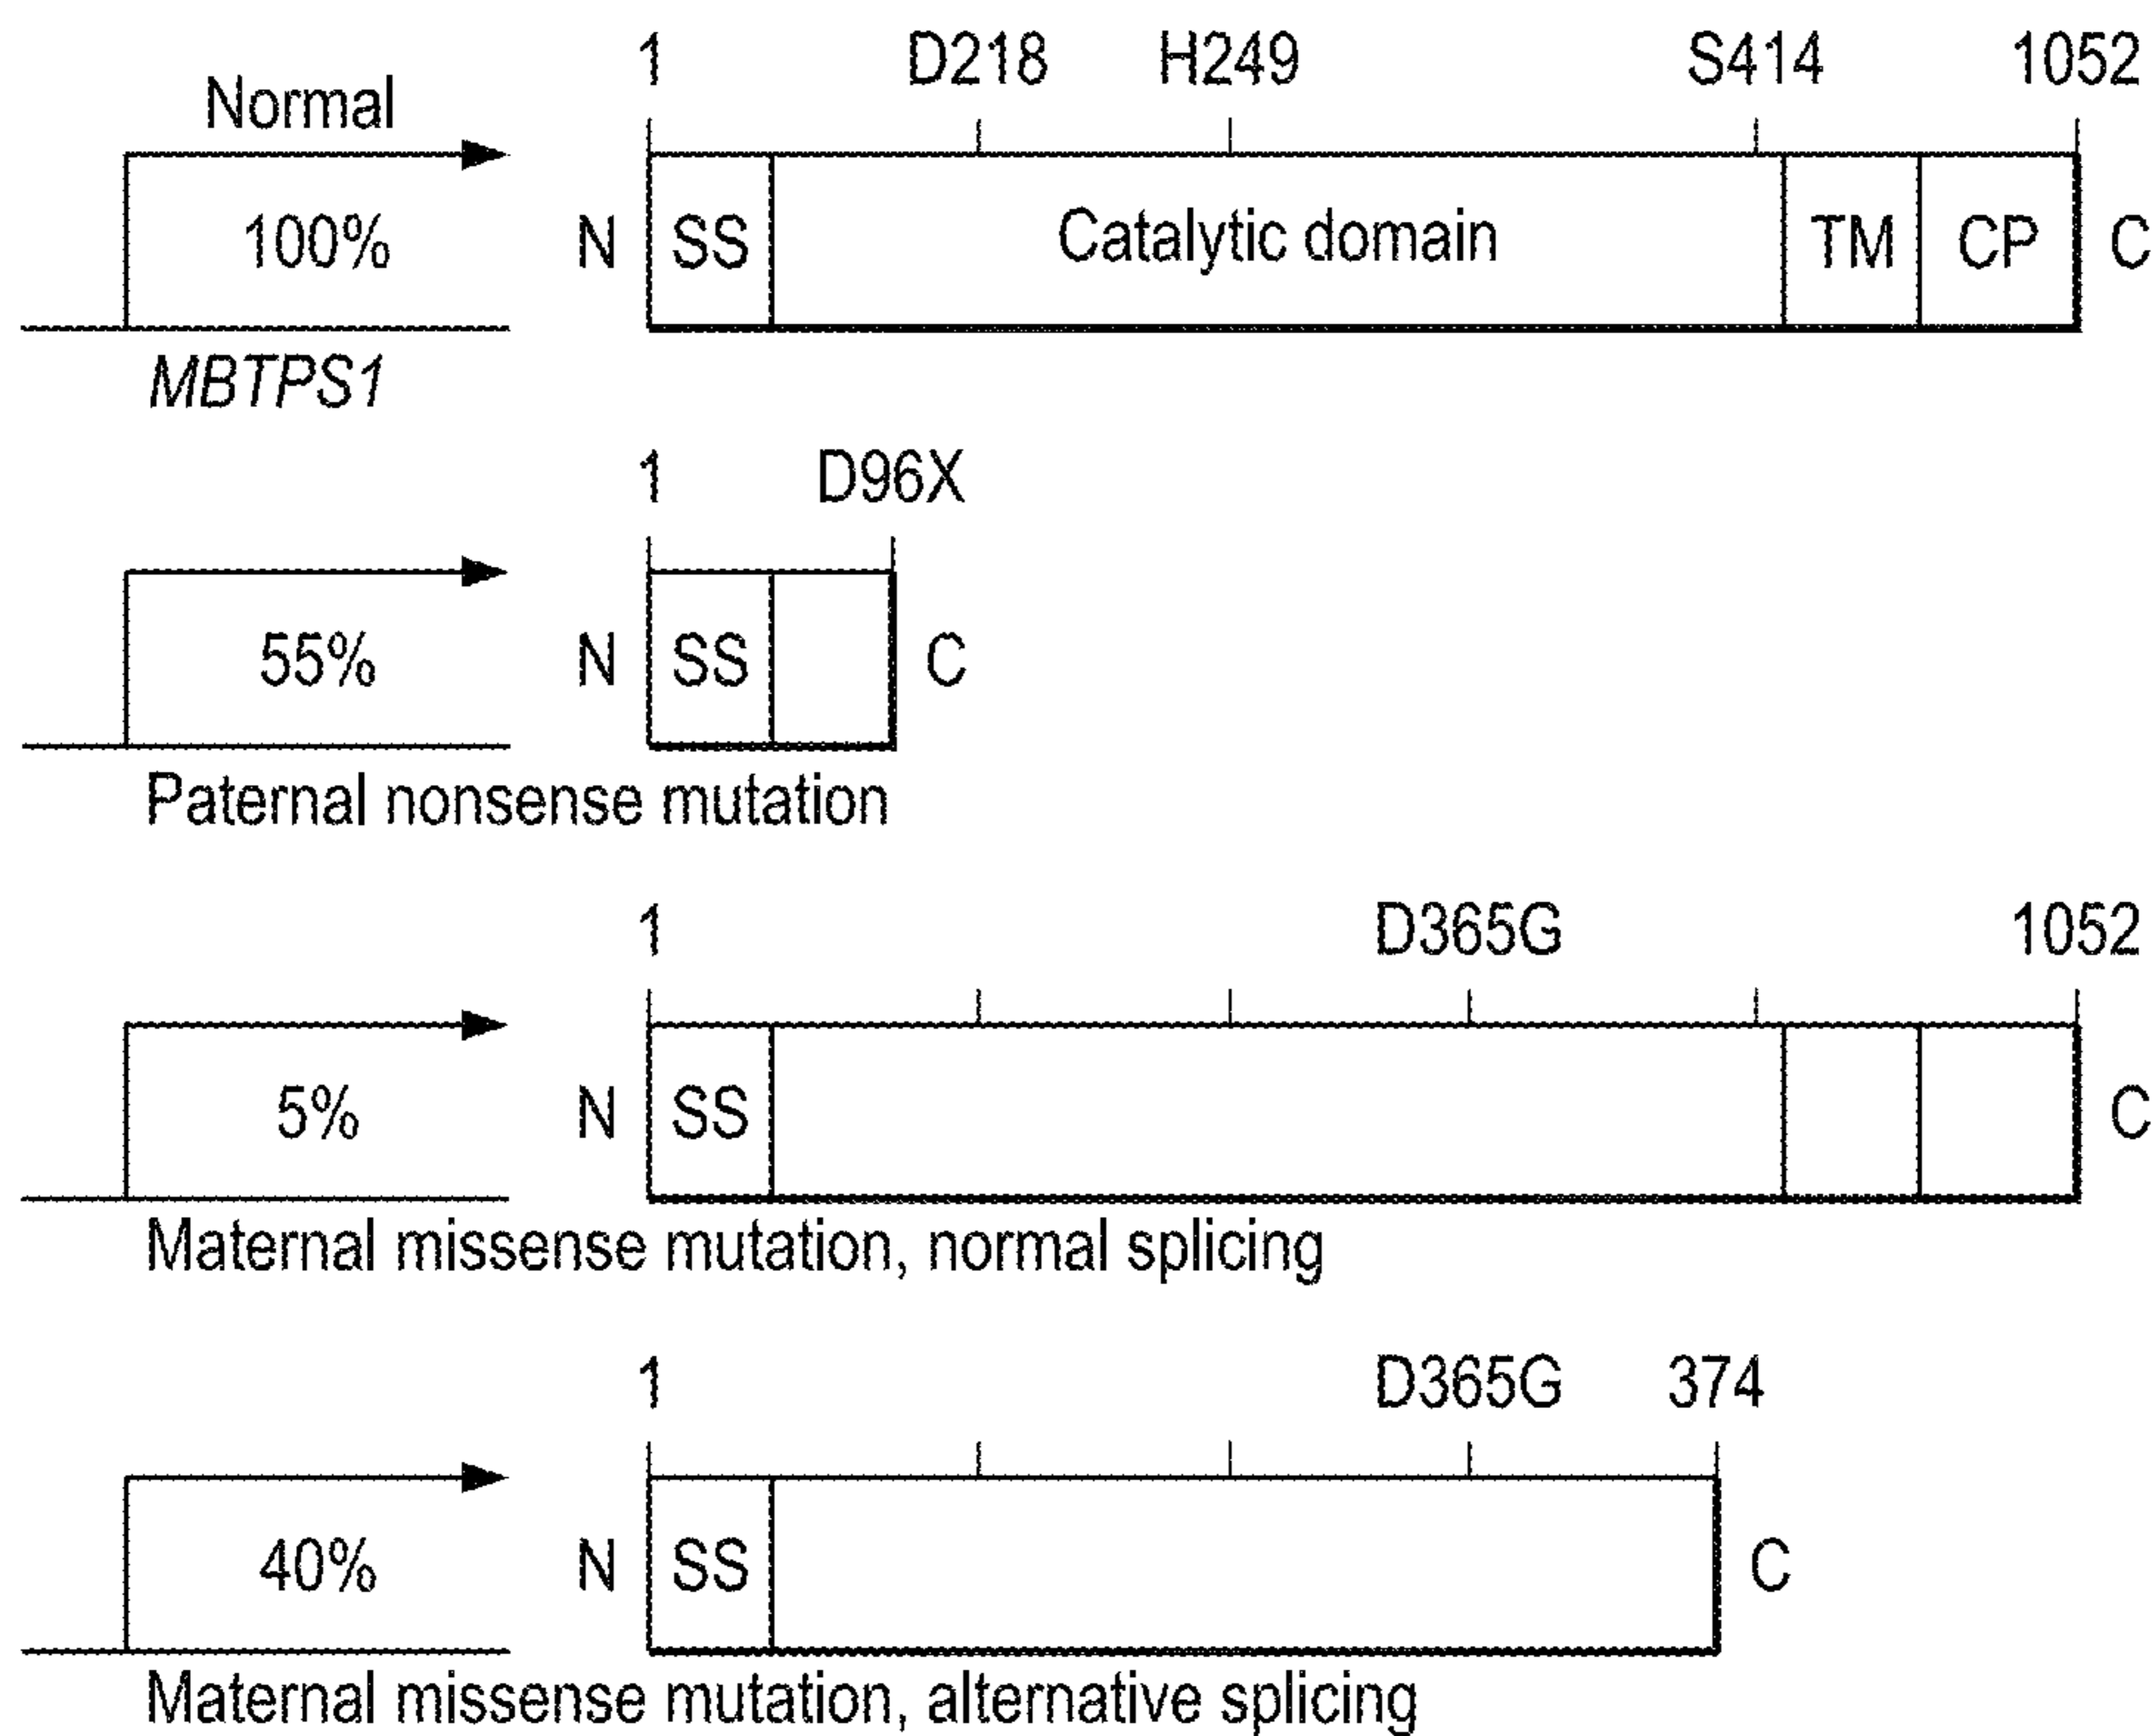 Normal
1 D218 H249 S414 1052
100% N SS Catalytic domain TM CP C
MBTPS1
1 D96X
55% N SS C
Paternal nonsense mutation
1 D365G 1052
5% N SS C
Maternal missense mutation, normal splicing
1 D365G 374
40% N SS C
Maternal missense mutation, alternative splicing